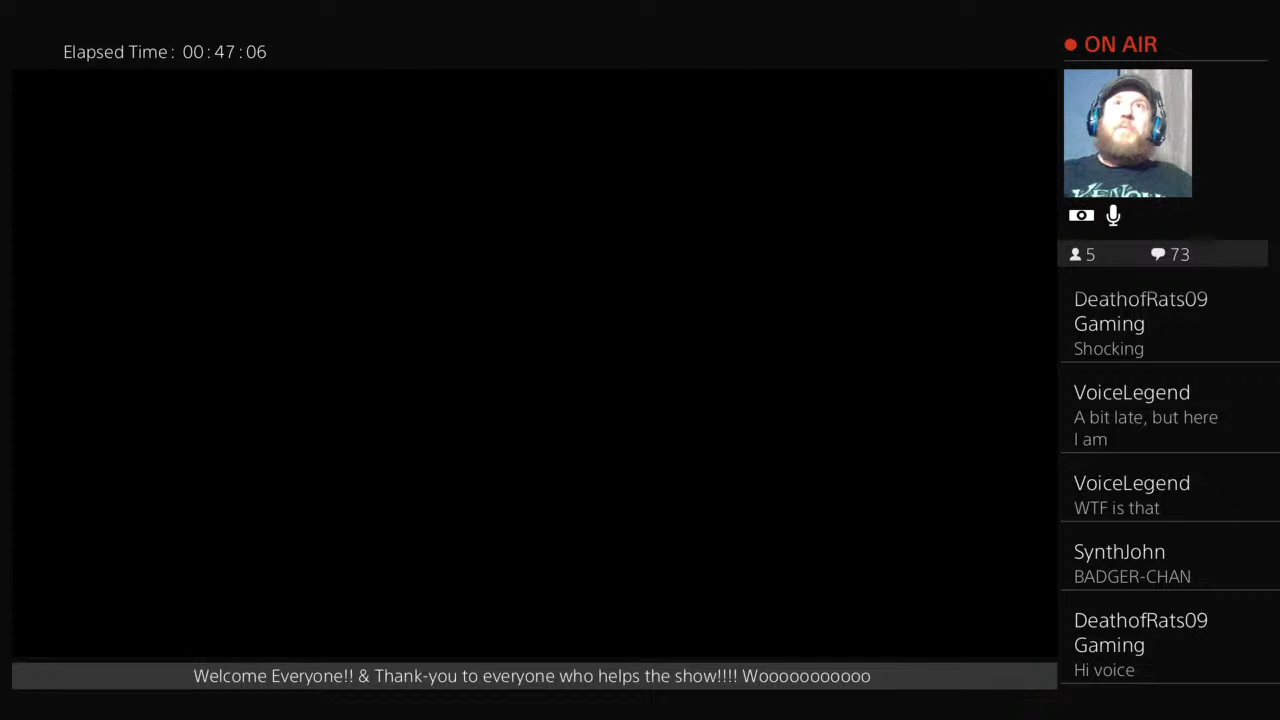 Elapsed Time: 00:47:06
ON AIR
5 73
DeathofRats09
Gaming
Shocking
VoiceLegend
A bit late, but here
I am
VoiceLegend
WTF is that
SynthJohn
BADGER-CHAN
DeathofRats09
Gaming
Hi voice
Welcome Everyone!! & Thank-you to everyone who helps the show!!!! Wooooooooooo